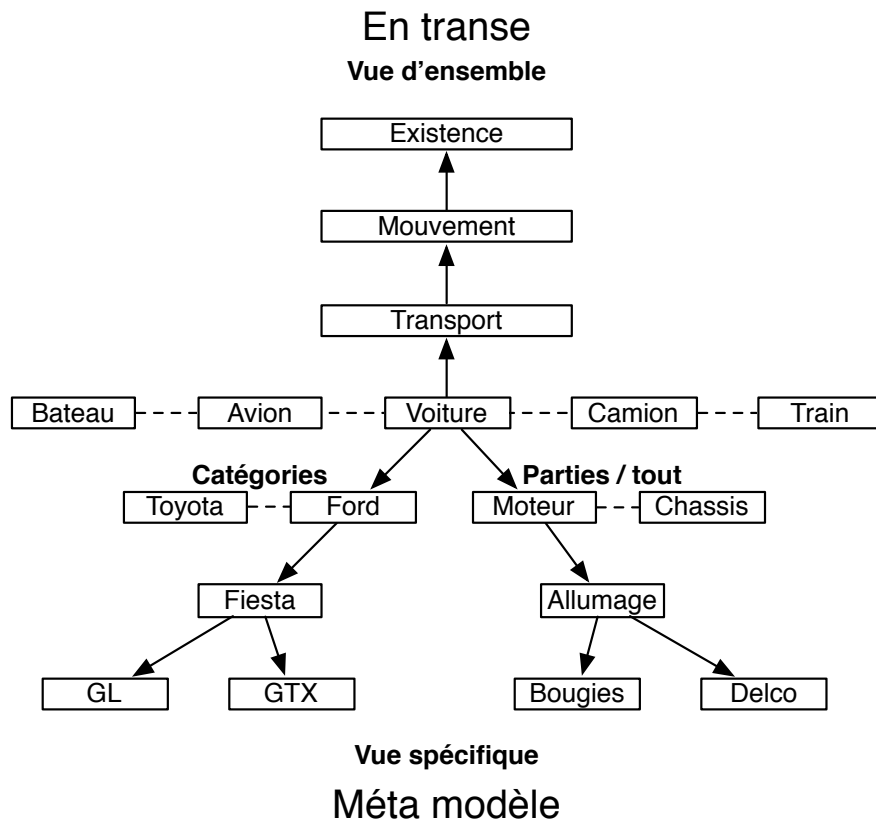 En transe
Vue d'ensemble
Existence
Mouvement
Transport
Bateau Avion Voiture Camion Train
Catégories Parties / tout
Toyota Ford Moteur Chassis
Fiesta Allumage
GL GTX Bougies Delco
Vue spécifique
Méta modèle